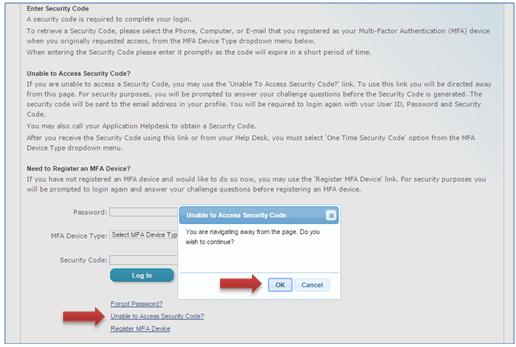 Enter Security Code
A security code is required to complete your login.
To retrieve a Security Code, please select the Phone, Computer, or E-mail that you registered as your Multi-Factor Authentication (MFA) device
when you originally requested access, from the MFA Device Type dropdown menu below.
When entering the Security Code please enter it promptly as the code will expire in a short period of time.
Unable to Access Security Code?
If you are unable to access a Security Code, you may use the 'Unable To Access Security Code?' link. To use this link you will be directed away
from this page. For security purposes, you will be prompted to answer your challenge questions before the Security Code is generated. The
security code will be sent to the email address in your profile. You will be required to login again with your User ID, Password and Security
Code.
You may also call your Application Helpdesk to obtain a Security Code.
After you receive the Security Code using this link or from your Help Desk, you must select 'One Time Security Code' option from the MFA
Device Type dropdown menu.
Need to Register an MFA Device?
If you have not registered an MFA device and would like to do so now, you may use the 'Register MFA Device' link. For security purposes you
will be prompted to login again and answer your challenge questions before registering an MFA device.
Password:
Unable to Access Security Code
You are navigating away from the page. Do you
wish to continue?
MFA Device Type: Select MFA Device Typ
Security Code:
Log In
OK Cancel
Forgot Password?
Unable to Access Security Code?
Register MFA Device